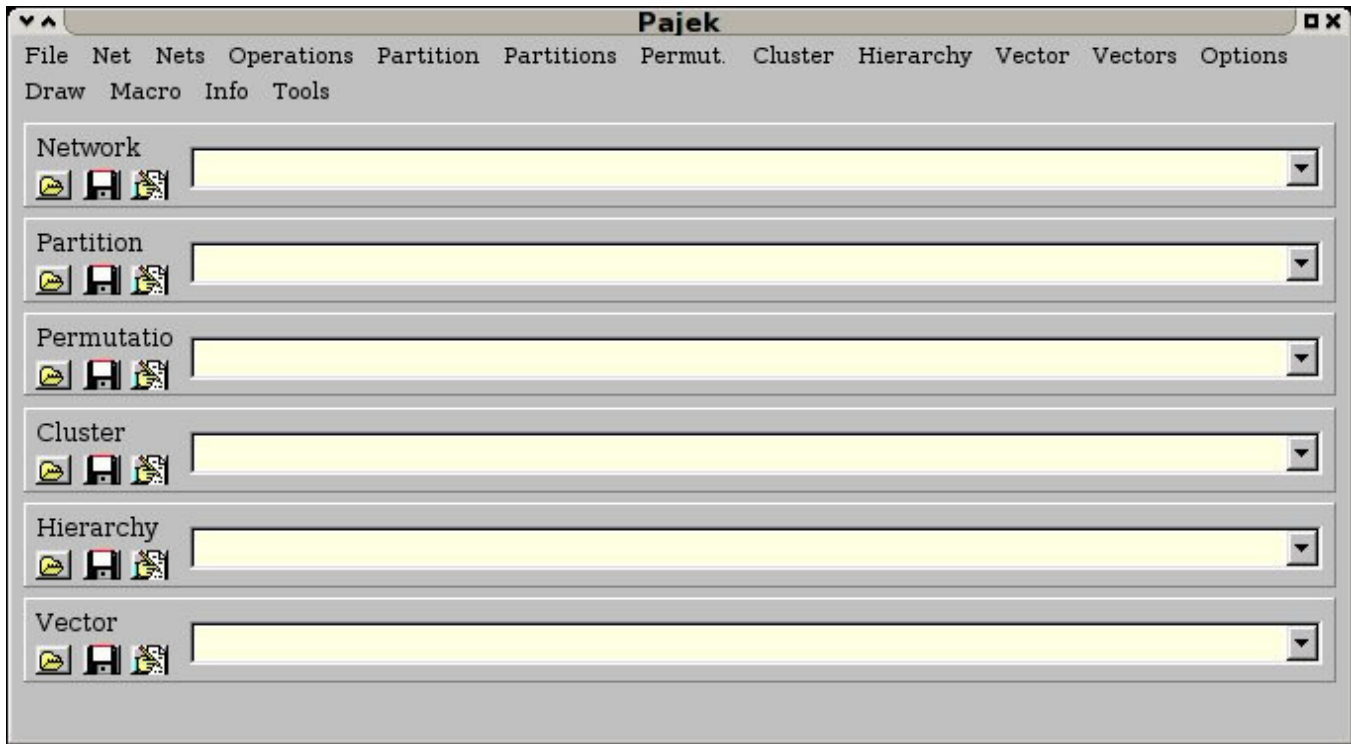 Pajek
File Net Nets Operations Partition Partitions Permut. Cluster Hierarchy Vector Vectors Options
Draw Macro Info Tools
Network
Partition
Permutatio
Cluster
Hierarchy
Vector